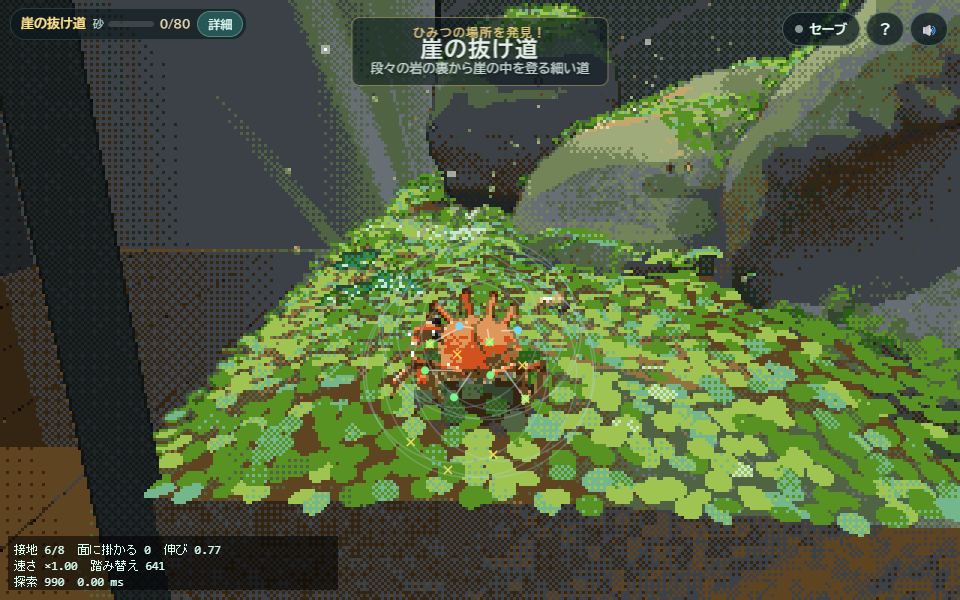 崖の抜け道 砂 0/80 詳細
ひみつの場所を発見！
崖の抜け道
段々の岩の裏から崖の中を登る細い道
セーブ ?
接地 6/8 面に掛かる 0 伸び 0.77
速さ ×1.00 踏み替え 641
探索 990 0.00 ms